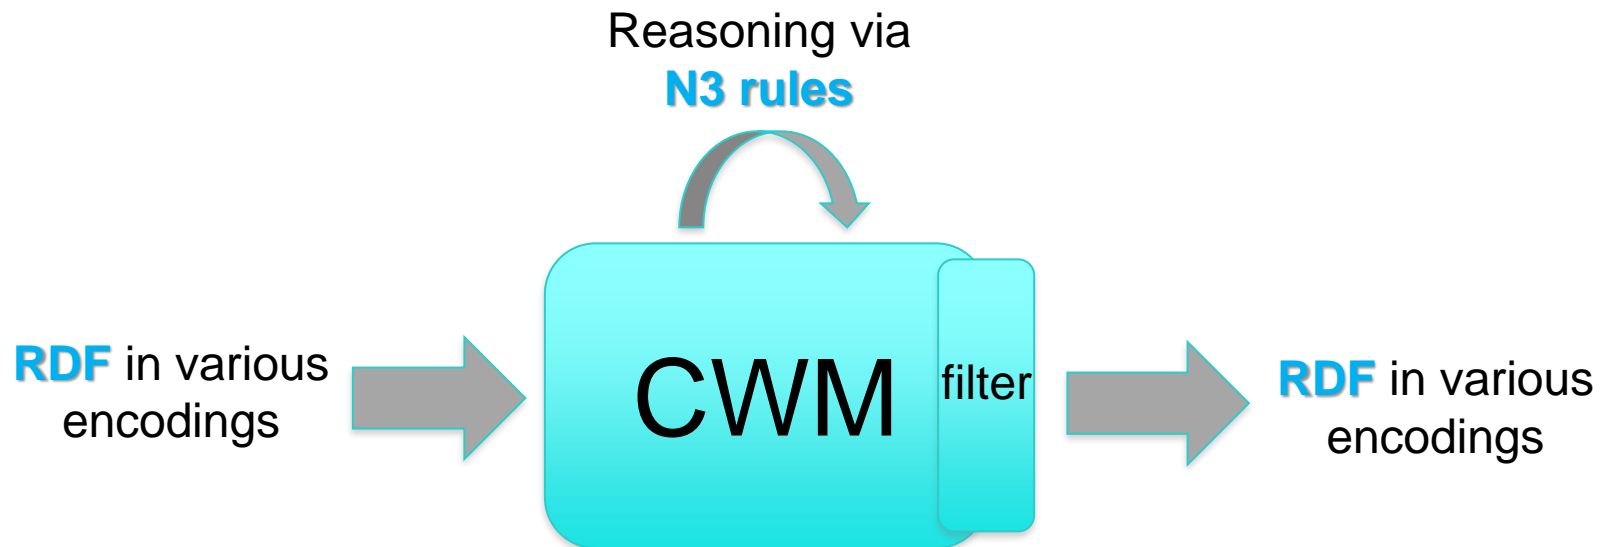 Reasoning via
N3 rules
RDF in various
encodings
CWM
filter
RDF in various
encodings